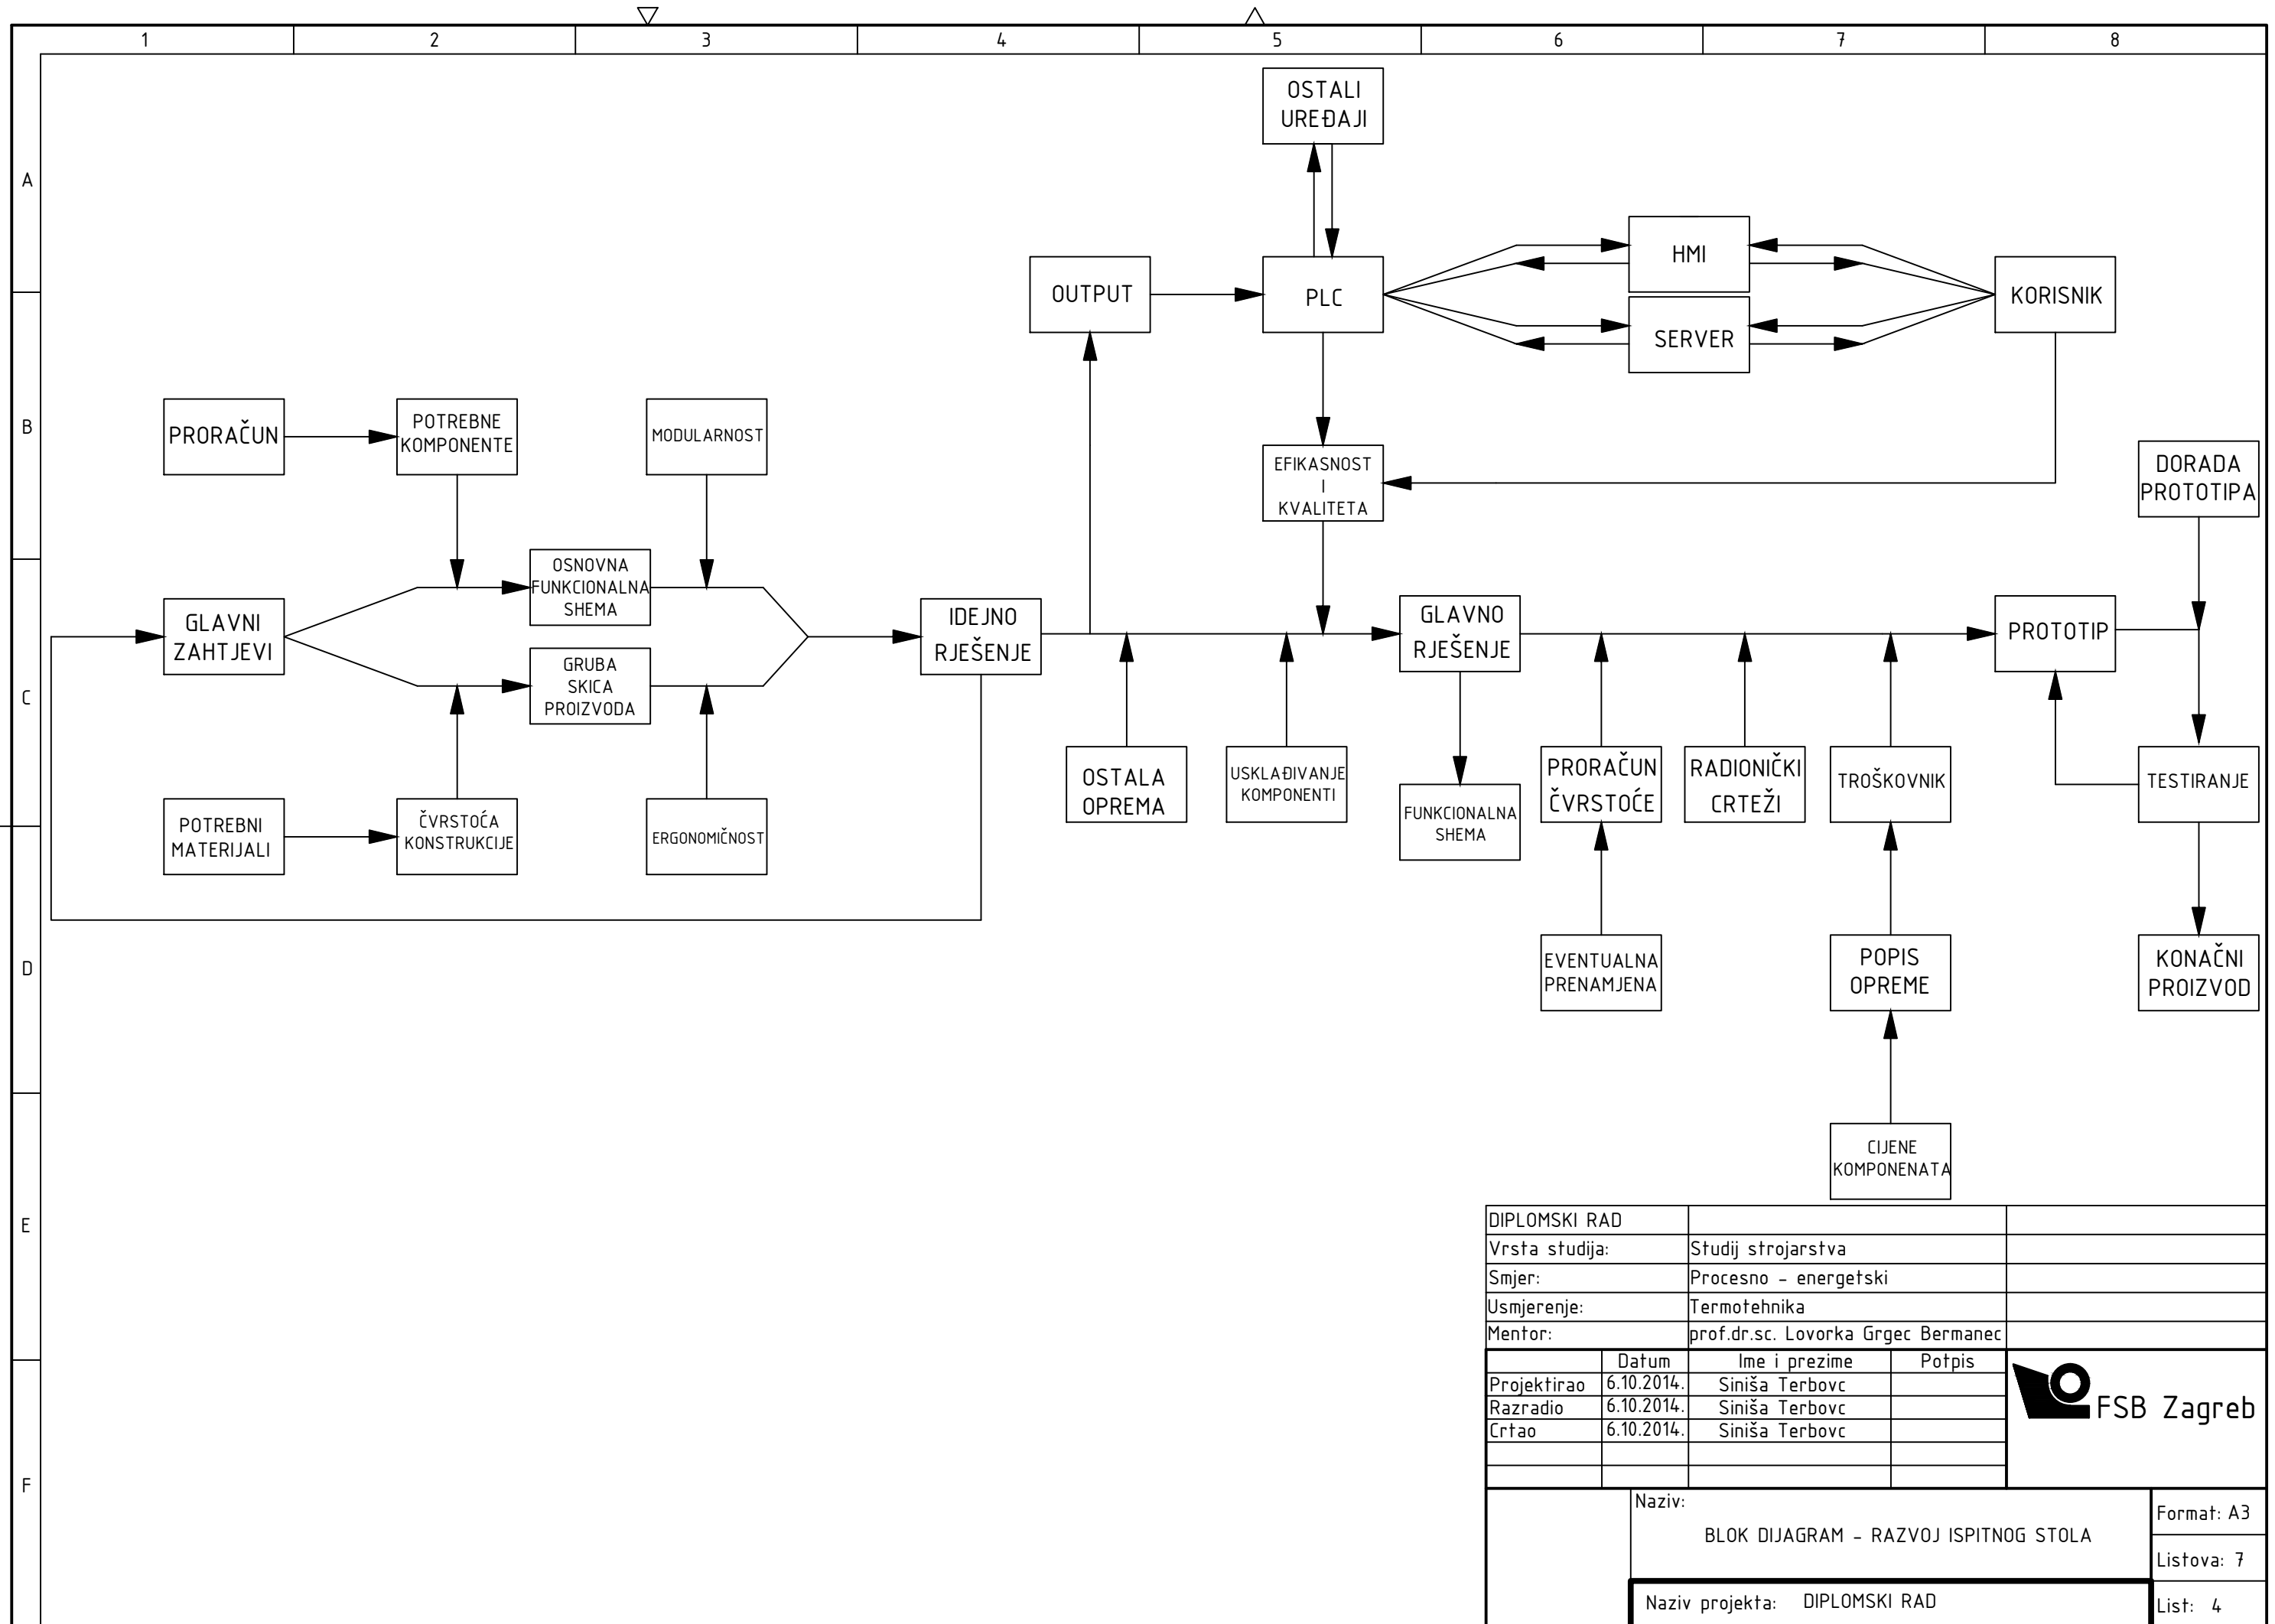 1 2 3 4 5 6 7 8
A
B
C
D
E
F
OSTALI
UREĐAJI
HMI
OUTPUT
PLC
KORISNIK
SERVER
PRORAČUN
POTREBNE
KOMPONENTE
MODULARNOST
EFIKASNOST
I
KVALITETA
DORADA
PROTOTIPA
OSNOVNA
FUNKCIONALNA
SHEMA
GLAVNI
ZAHTJEVI
IDEJNO
RJEŠENJE
GLAVNO
RJEŠENJE
PROTOTIP
GRUBA
SKICA
PROIZVODA
OSTALA
OPREMA
USKLAĐIVANJE
KOMPONENTI
PRORAČUN
ČVRSTOĆE
RADIONIČKI
CRTEŽI
TROŠKOVNIK
TESTIRANJE
POTREBNI
MATERIJALI
ČVRSTOĆA
KONSTRUKCIJE
ERGONOMIČNOST
FUNKCIONALNA
SHEMA
EVENTUALNA
PRENAMJENA
POPIS
OPREME
KONAČNI
PROIZVOD
CIJENE
KOMPONENATA
DIPLOMSKI RAD
Vrsta studija: Studij strojarstva
Smjer: Procesno - energetski
Usmjerenje: Termotehnika
Mentor: prof.dr.sc. Lovorka Grgec Bermanec
Datum Ime i prezime Potpis
Projektirao 6.10.2014. Siniša Terbovc
Razradio 6.10.2014. Siniša Terbovc
Crtao 6.10.2014. Siniša Terbovc
FSB Zagreb
Naziv:
BLOK DIJAGRAM - RAZVOJ ISPITNOG STOLA
Format: A3
Listova: 7
Naziv projekta: DIPLOMSKI RAD
List: 4